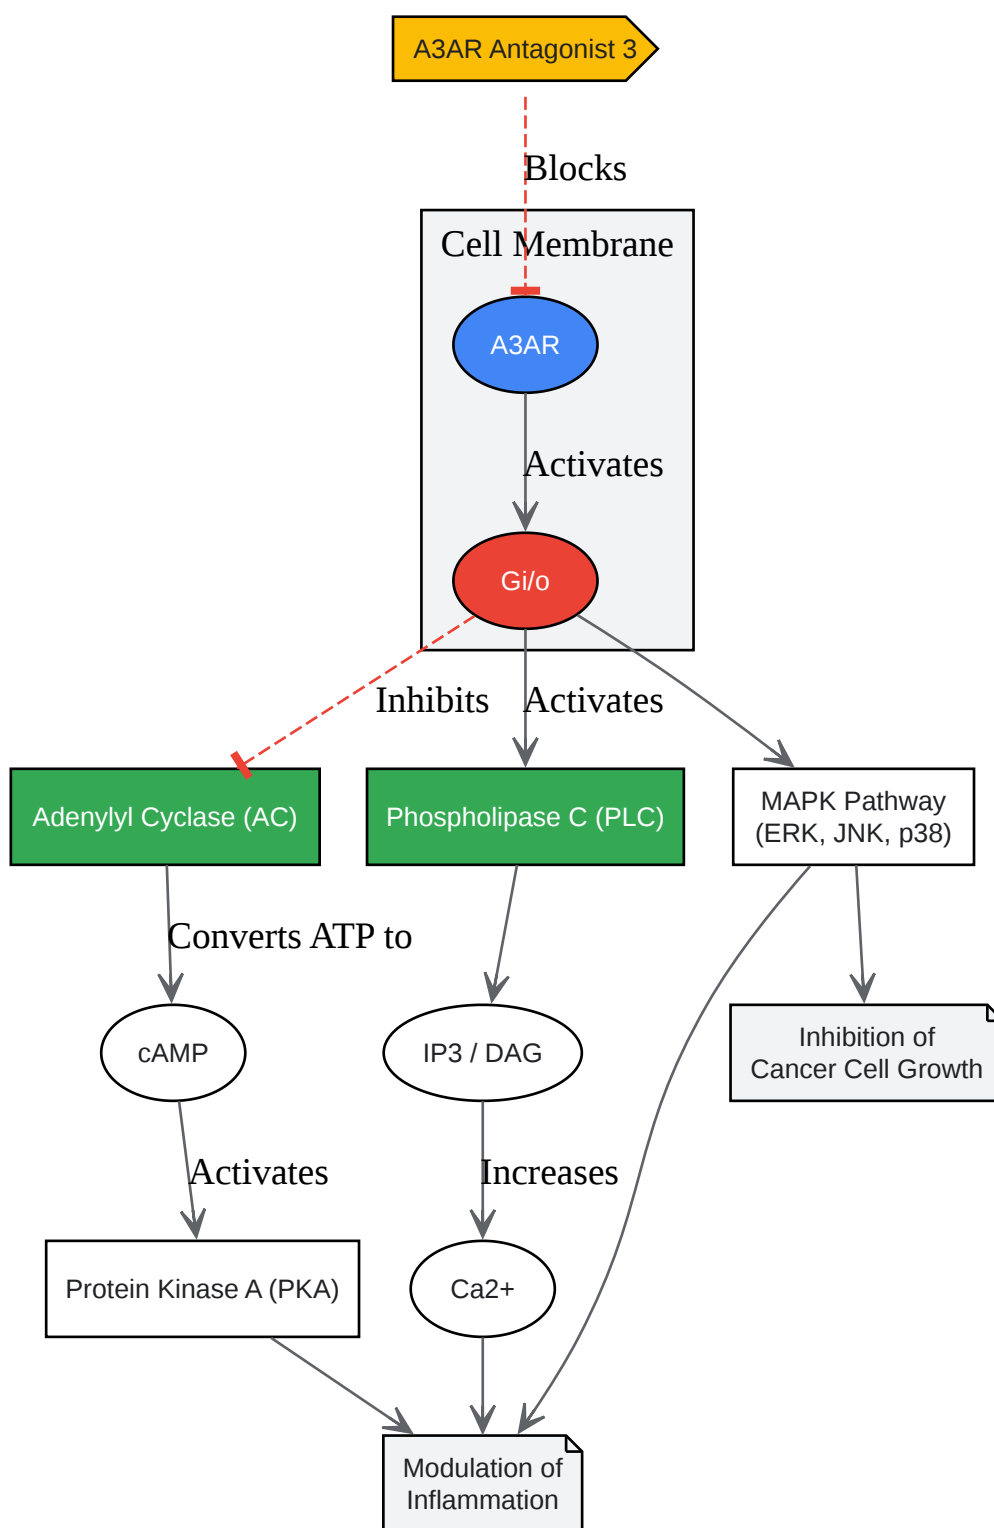 A3AR Antagonist 3
Blocks
Cell Membrane
A3AR
Activates
Gi/o
Inhibits
Activates
Adenylyl Cyclase (AC)
Phospholipase C (PLC)
MAPK Pathway
(ERK, JNK, p38)
Converts ATP to
cAMP
IP3 / DAG
Inhibition of
Cancer Cell Growth
Activates
Increases
Protein Kinase A (PKA)
Ca2+
Modulation of
Inflammation